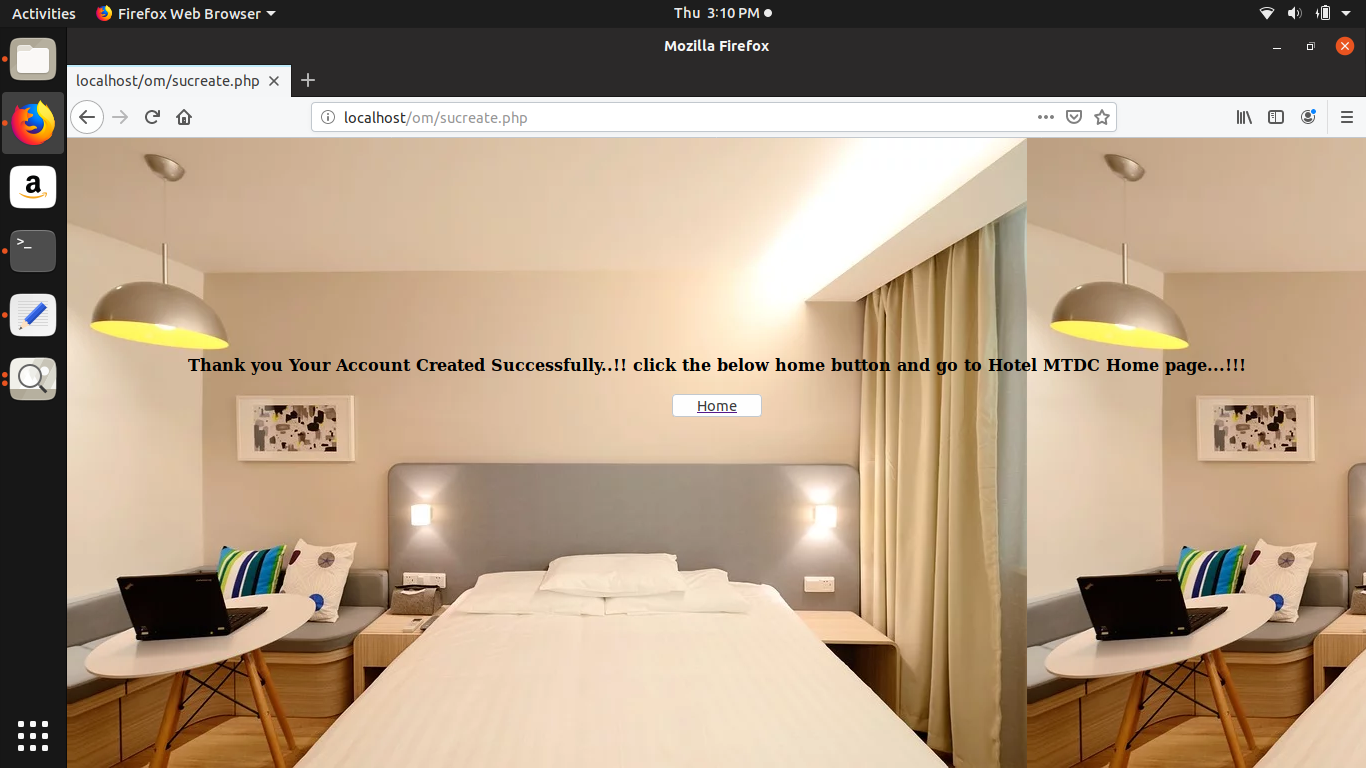 Activities Firefox Web Browser Thu 3:10 PM
Mozilla Firefox
localhost/om/sucreate.php
localhost/om/sucreate.php
Thank you Your Account Created Successfully..!! click the below home button and go to Hotel MTDC Home page...!!!
Home